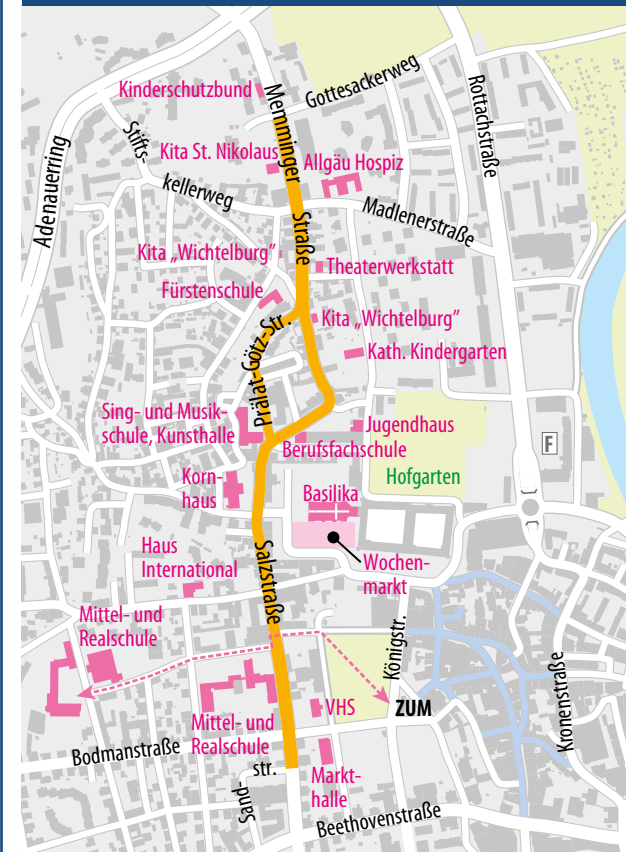 Kinderschutzbund
Memminger
Straße
Gottesackerweg
Rottachstraße
Adenauerring
Stifts-
kellerweg
Kita St. Nikolaus
Allgäu Hospiz
Madlenerstraße
Kita „Wichtelburg”
Theaterwerkstatt
Fürstenschule
Kita „Wichtelburg”
Prälat-Götz-Str.
Kath. Kindergarten
Sing- und Musik-
schule, Kunsthalle
Jugendhaus
Berufsfachschule
F
Hofgarten
Korn-
haus
Basilika
Haus
International
Salzstraße
Wochen-
markt
Mittel- und
Realschule
Königstr.
Kronenstraße
Mittel- und
Realschule
VHS
ZUM
Bodmanstraße
Sand-
str.
Markt-
halle
Beethovenstraße